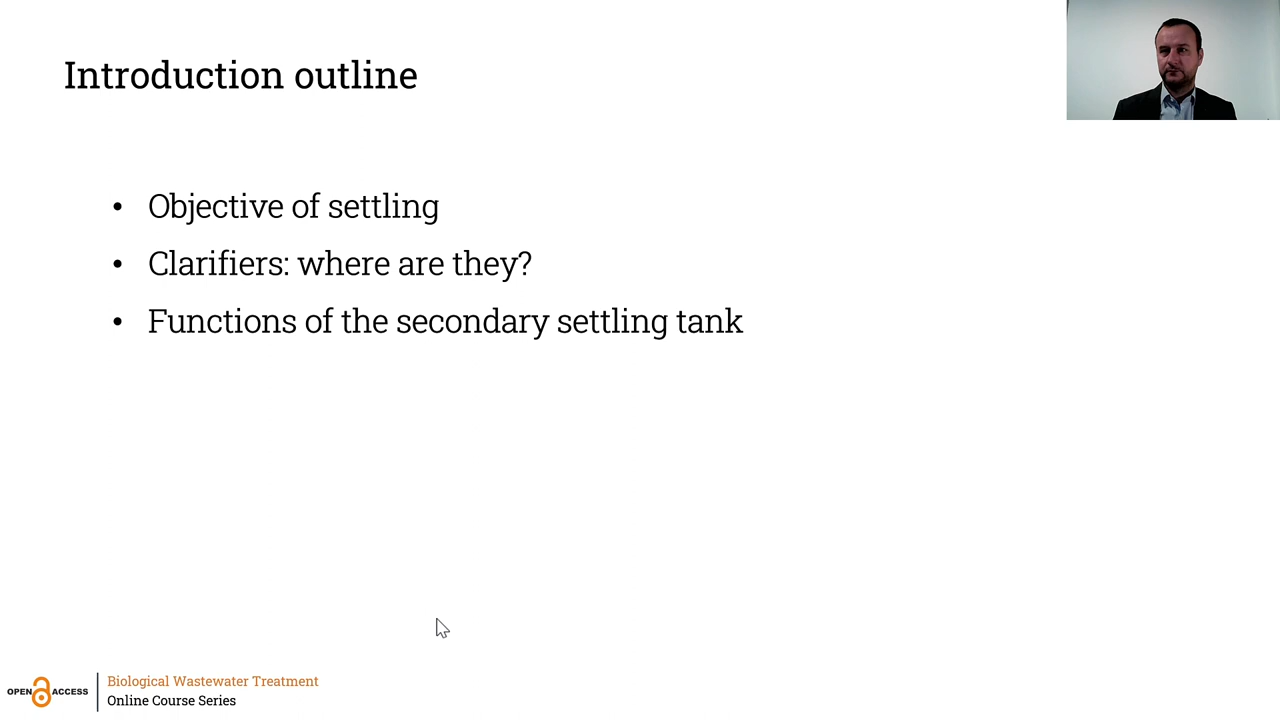 Introduction outline
• Objective of settling
• Clarifiers: where are they?
• Functions of the secondary settling tank
OPEN ACCESS
Biological Wastewater Treatment
Online Course Series